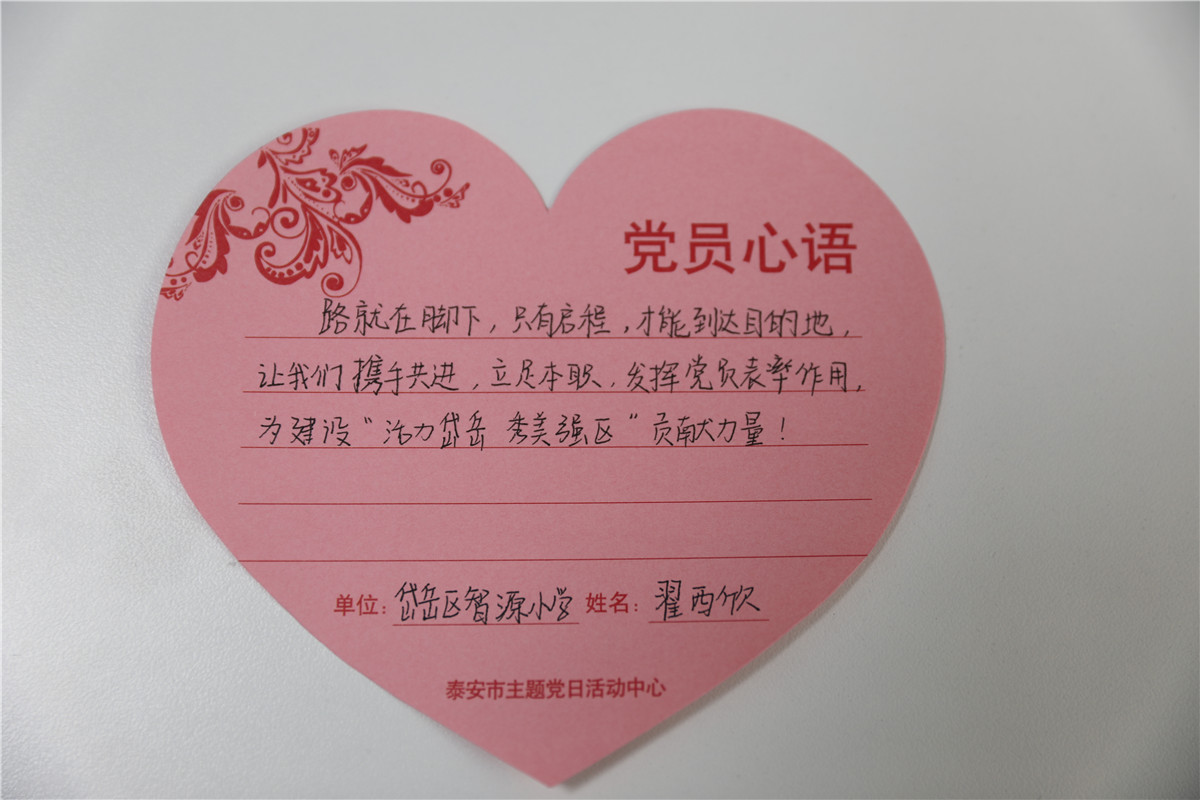 党员心语
路就在脚下，只有启程，才能到达目的地，
让我们携手共进，立足本职，发挥党员表率作用，
为建设“活力岱岳 秀美强区”贡献力量！
单位：岱岳区智源小学 姓名：翟西欣
泰安市主题党日活动中心